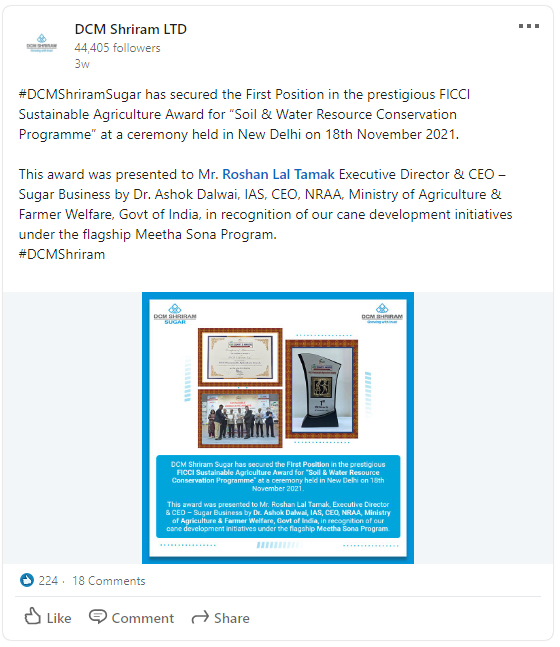 DCM Shriram LTD
44,405 followers
3w
#DCMShriramSugar has secured the First Position in the prestigious FICCI
Sustainable Agriculture Award for “Soil & Water Resource Conservation
Programme” at a ceremony held in New Delhi on 18th November 2021.
This award was presented to Mr. Roshan Lal Tamak Executive Director & CEO –
Sugar Business by Dr. Ashok Dalwai, IAS, CEO, NRAA, Ministry of Agriculture &
Farmer Welfare, Govt of India, in recognition of our cane development initiatives
under the flagship Meetha Sona Program.
#DCMShriram
DCM SHRIRAM
SUGAR
DCM SHRIRAM
Growing with trust
DCM Shriram Sugar has secured the First Position in the prestigious
FICCI Sustainable Agriculture Award for "Soil & Water Resource
Conservation Programme" at a ceremony held in New Delhi on 18th
November 2021.
This award was presented to Mr. Roshan Lal Tamak, Executive Director
& CEO – Sugar Business by Dr. Ashok Dalwai, IAS, CEO, NRAA, Ministry
of Agriculture & Farmer Welfare, Govt of India, in recognition of our
cane development initiatives under the flagship Meetha Sona Program.
224 · 18 Comments
Like Comment Share